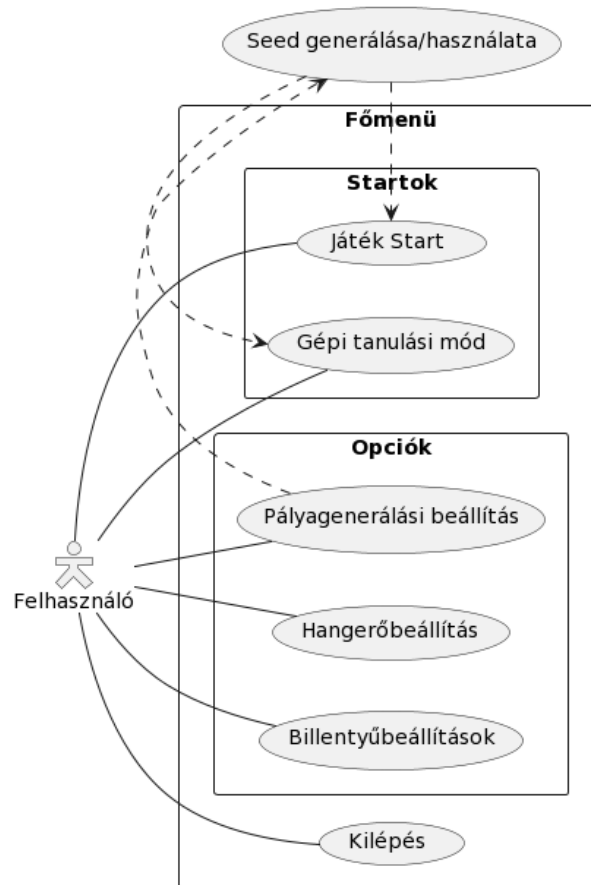 Seed generálása/használata
Főmenü
Startok
Játék Start
Gépi tanulási mód
Opciók
Pályagenerálási beállítás
Felhasználó
Hangerőbeállítás
Billentyűbeállítások
Kilépés